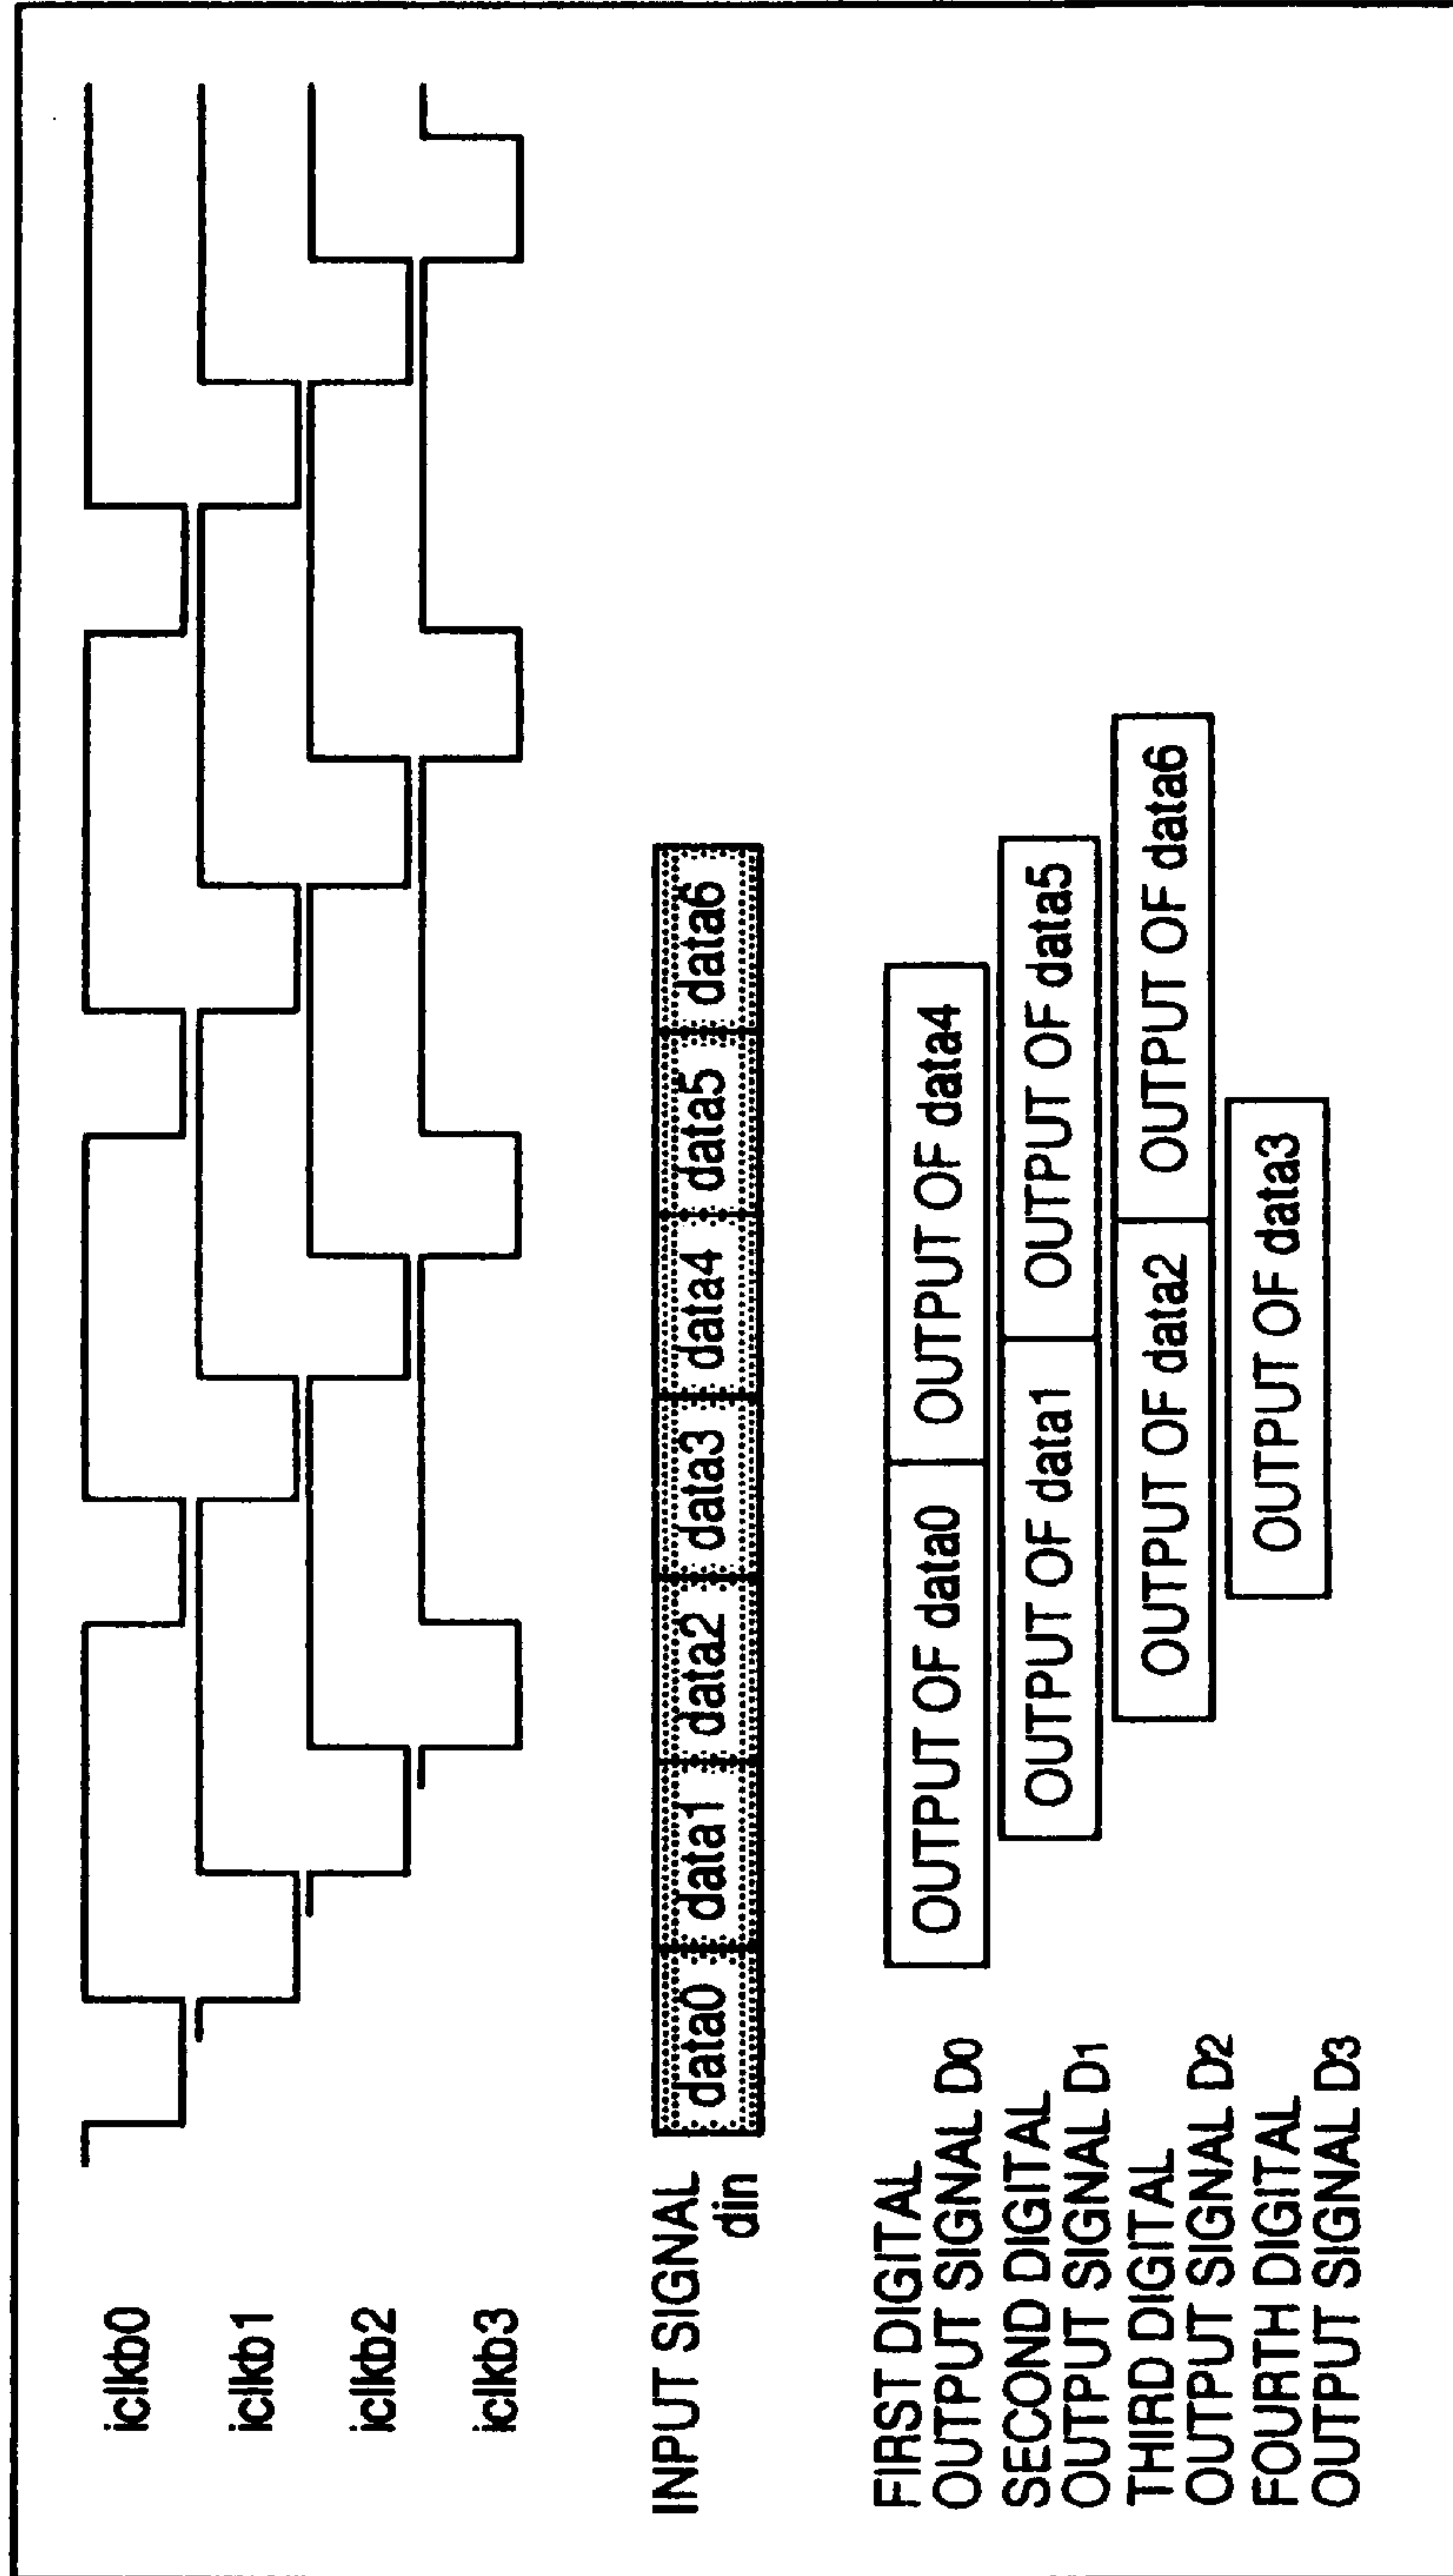 iclkb0
iclkb1
iclkb2
iclkb3
INPUT SIGNAL
din
data0 data1 data2 data3 data4 data5 data6
FIRST DIGITAL
OUTPUT SIGNAL D0
OUTPUT OF data0 OUTPUT OF data4
SECOND DIGITAL
OUTPUT SIGNAL D1
OUTPUT OF data1 OUTPUT OF data5
THIRD DIGITAL
OUTPUT SIGNAL D2
OUTPUT OF data2 OUTPUT OF data6
FOURTH DIGITAL
OUTPUT SIGNAL D3
OUTPUT OF data3